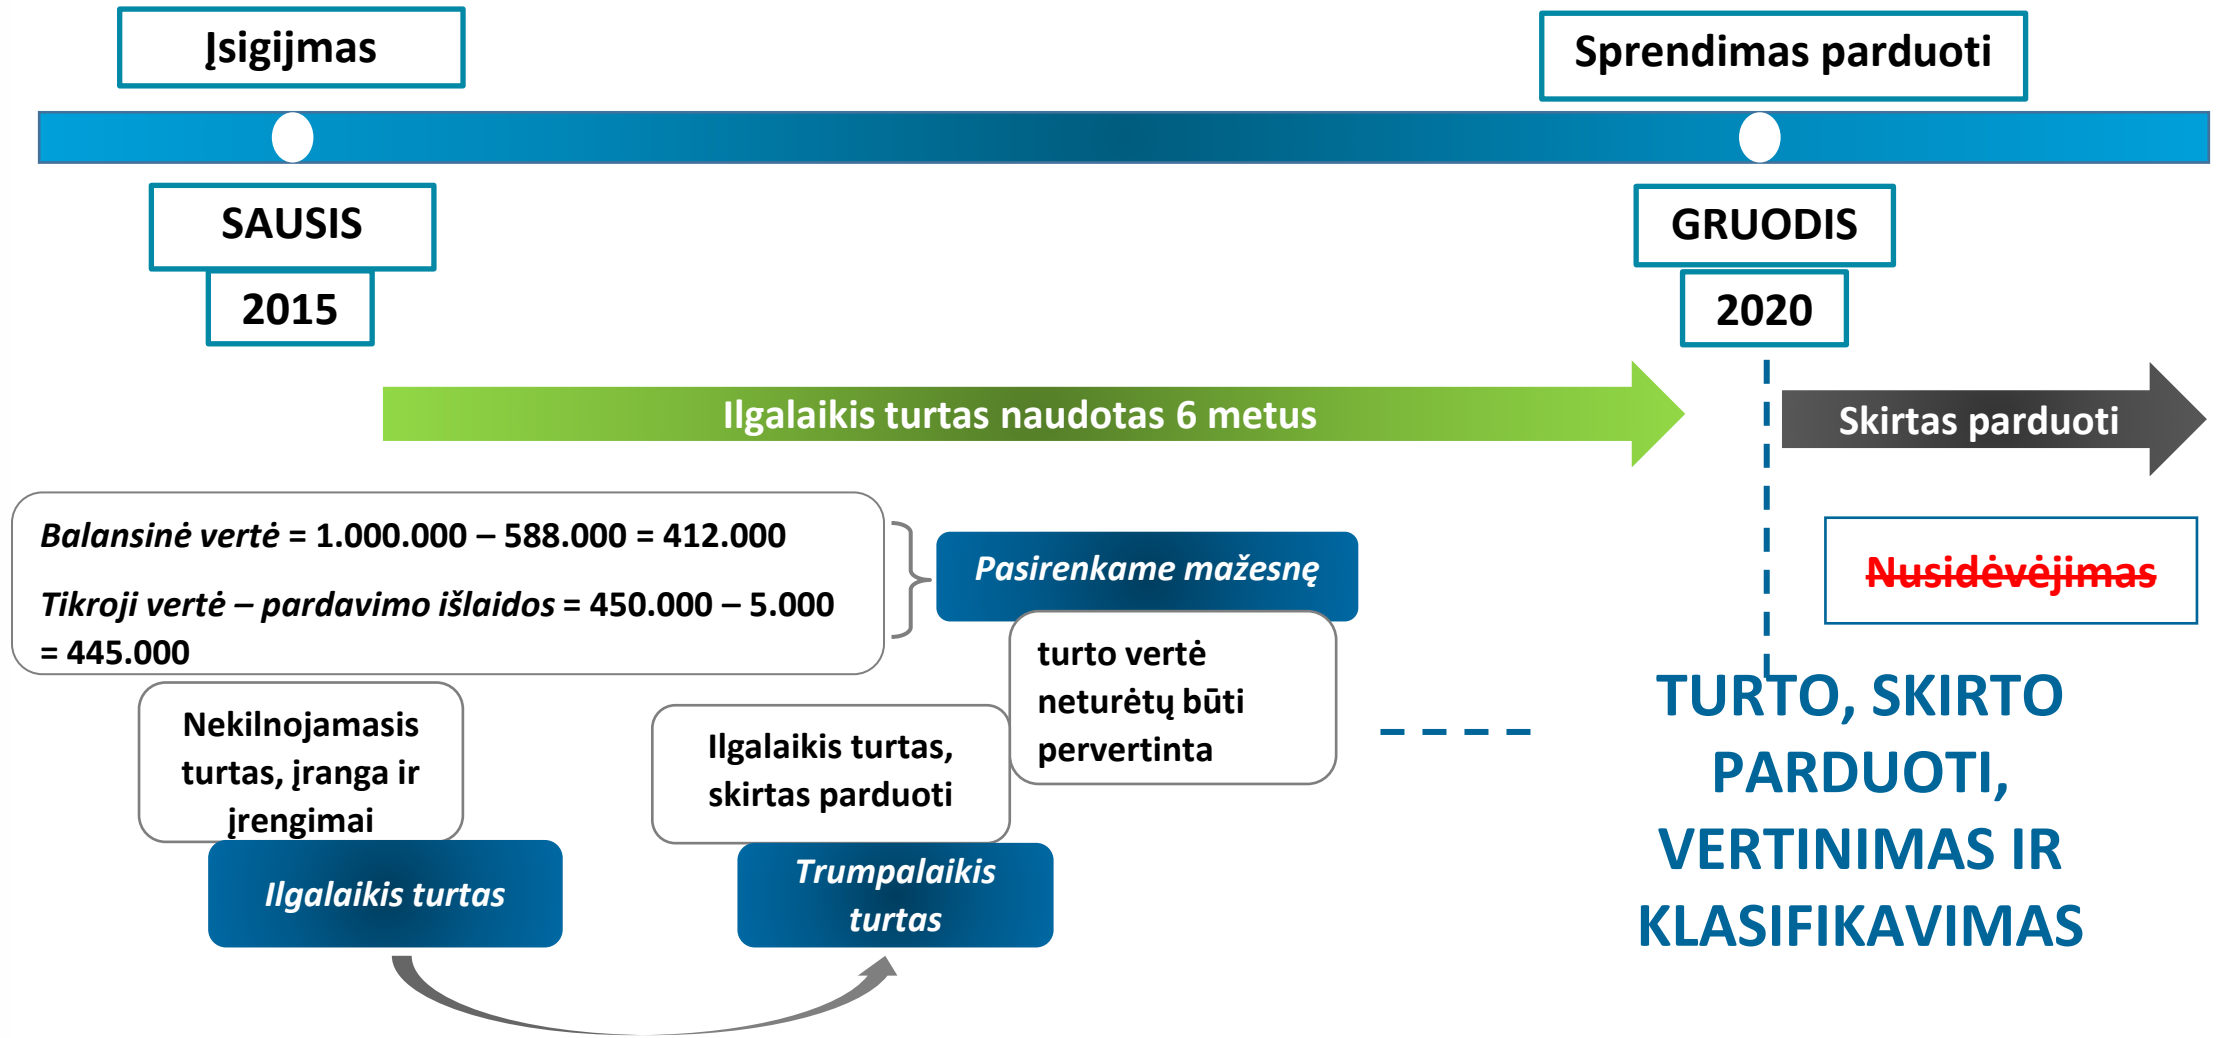 Įsigijmas
Sprendimas parduoti
SAUSIS
2015
GRUODIS
2020
Ilgalaikis turtas naudotas 6 metus
Skirtas parduoti
Balansinė vertė = 1.000.000 – 588.000 = 412.000
Tikroji vertė – pardavimo išlaidos = 450.000 – 5.000
= 445.000
Pasirenkame mažesnę
turto vertė
neturėtų būti
pervertinta
Nusidėvėjimas
Nekilnojamasis
turtas, įranga ir
įrengimai
Ilgalaikis turtas
Ilgalaikis turtas,
skirtas parduoti
Trumpalaikis
turtas
TURTO, SKIRTO
PARDUOTI,
VERTINIMAS IR
KLASIFIKAVIMAS